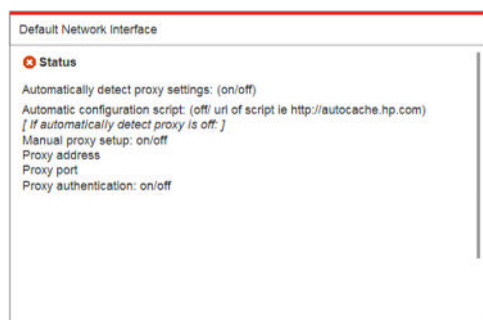 Default Network Interface
Status
Automatically detect proxy settings: (on/off)
Automatic configuration script: (off/ url of script ie http://autocache.hp.com)
[ If automatically detect proxy is off: ]
Manual proxy setup: on/off
Proxy address
Proxy port
Proxy authentication: on/off